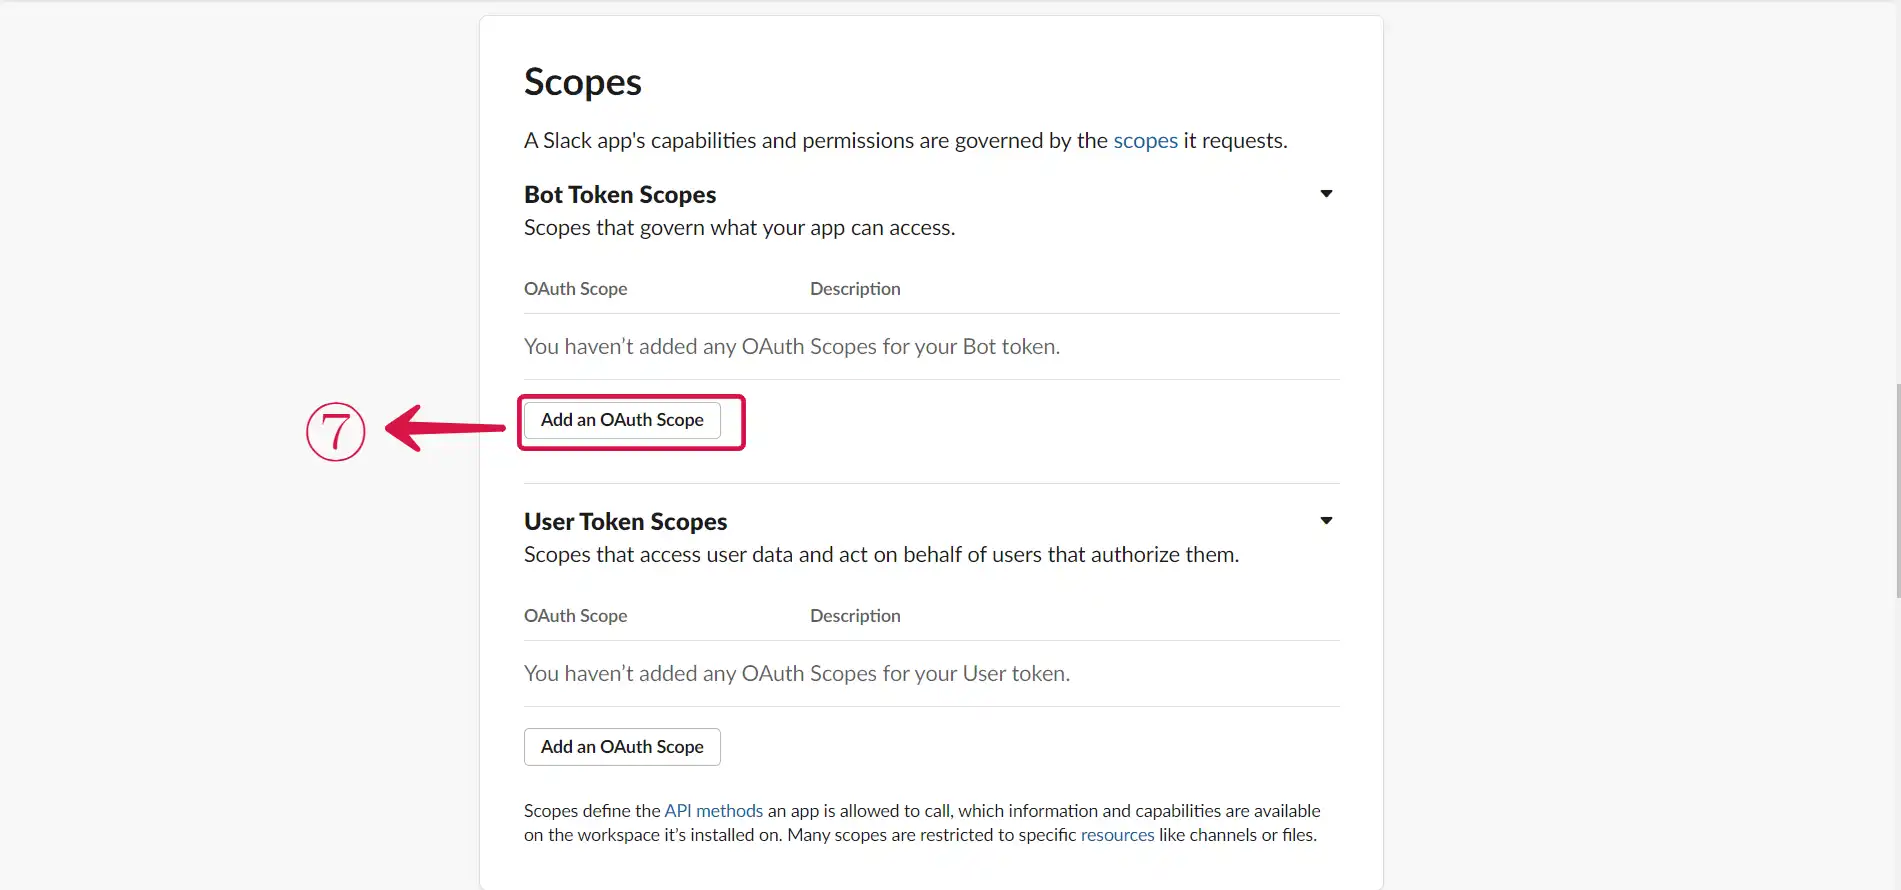 Scopes
A Slack app's capabilities and permissions are governed by the scopes it requests.
Bot Token Scopes
Scopes that govern what your app can access.
OAuth Scope Description
You haven’t added any OAuth Scopes for your Bot token.
⑦
Add an OAuth Scope
User Token Scopes
Scopes that access user data and act on behalf of users that authorize them.
OAuth Scope Description
You haven’t added any OAuth Scopes for your User token.
Add an OAuth Scope
Scopes define the API methods an app is allowed to call, which information and capabilities are available
on the workspace it’s installed on. Many scopes are restricted to specific resources like channels or files.